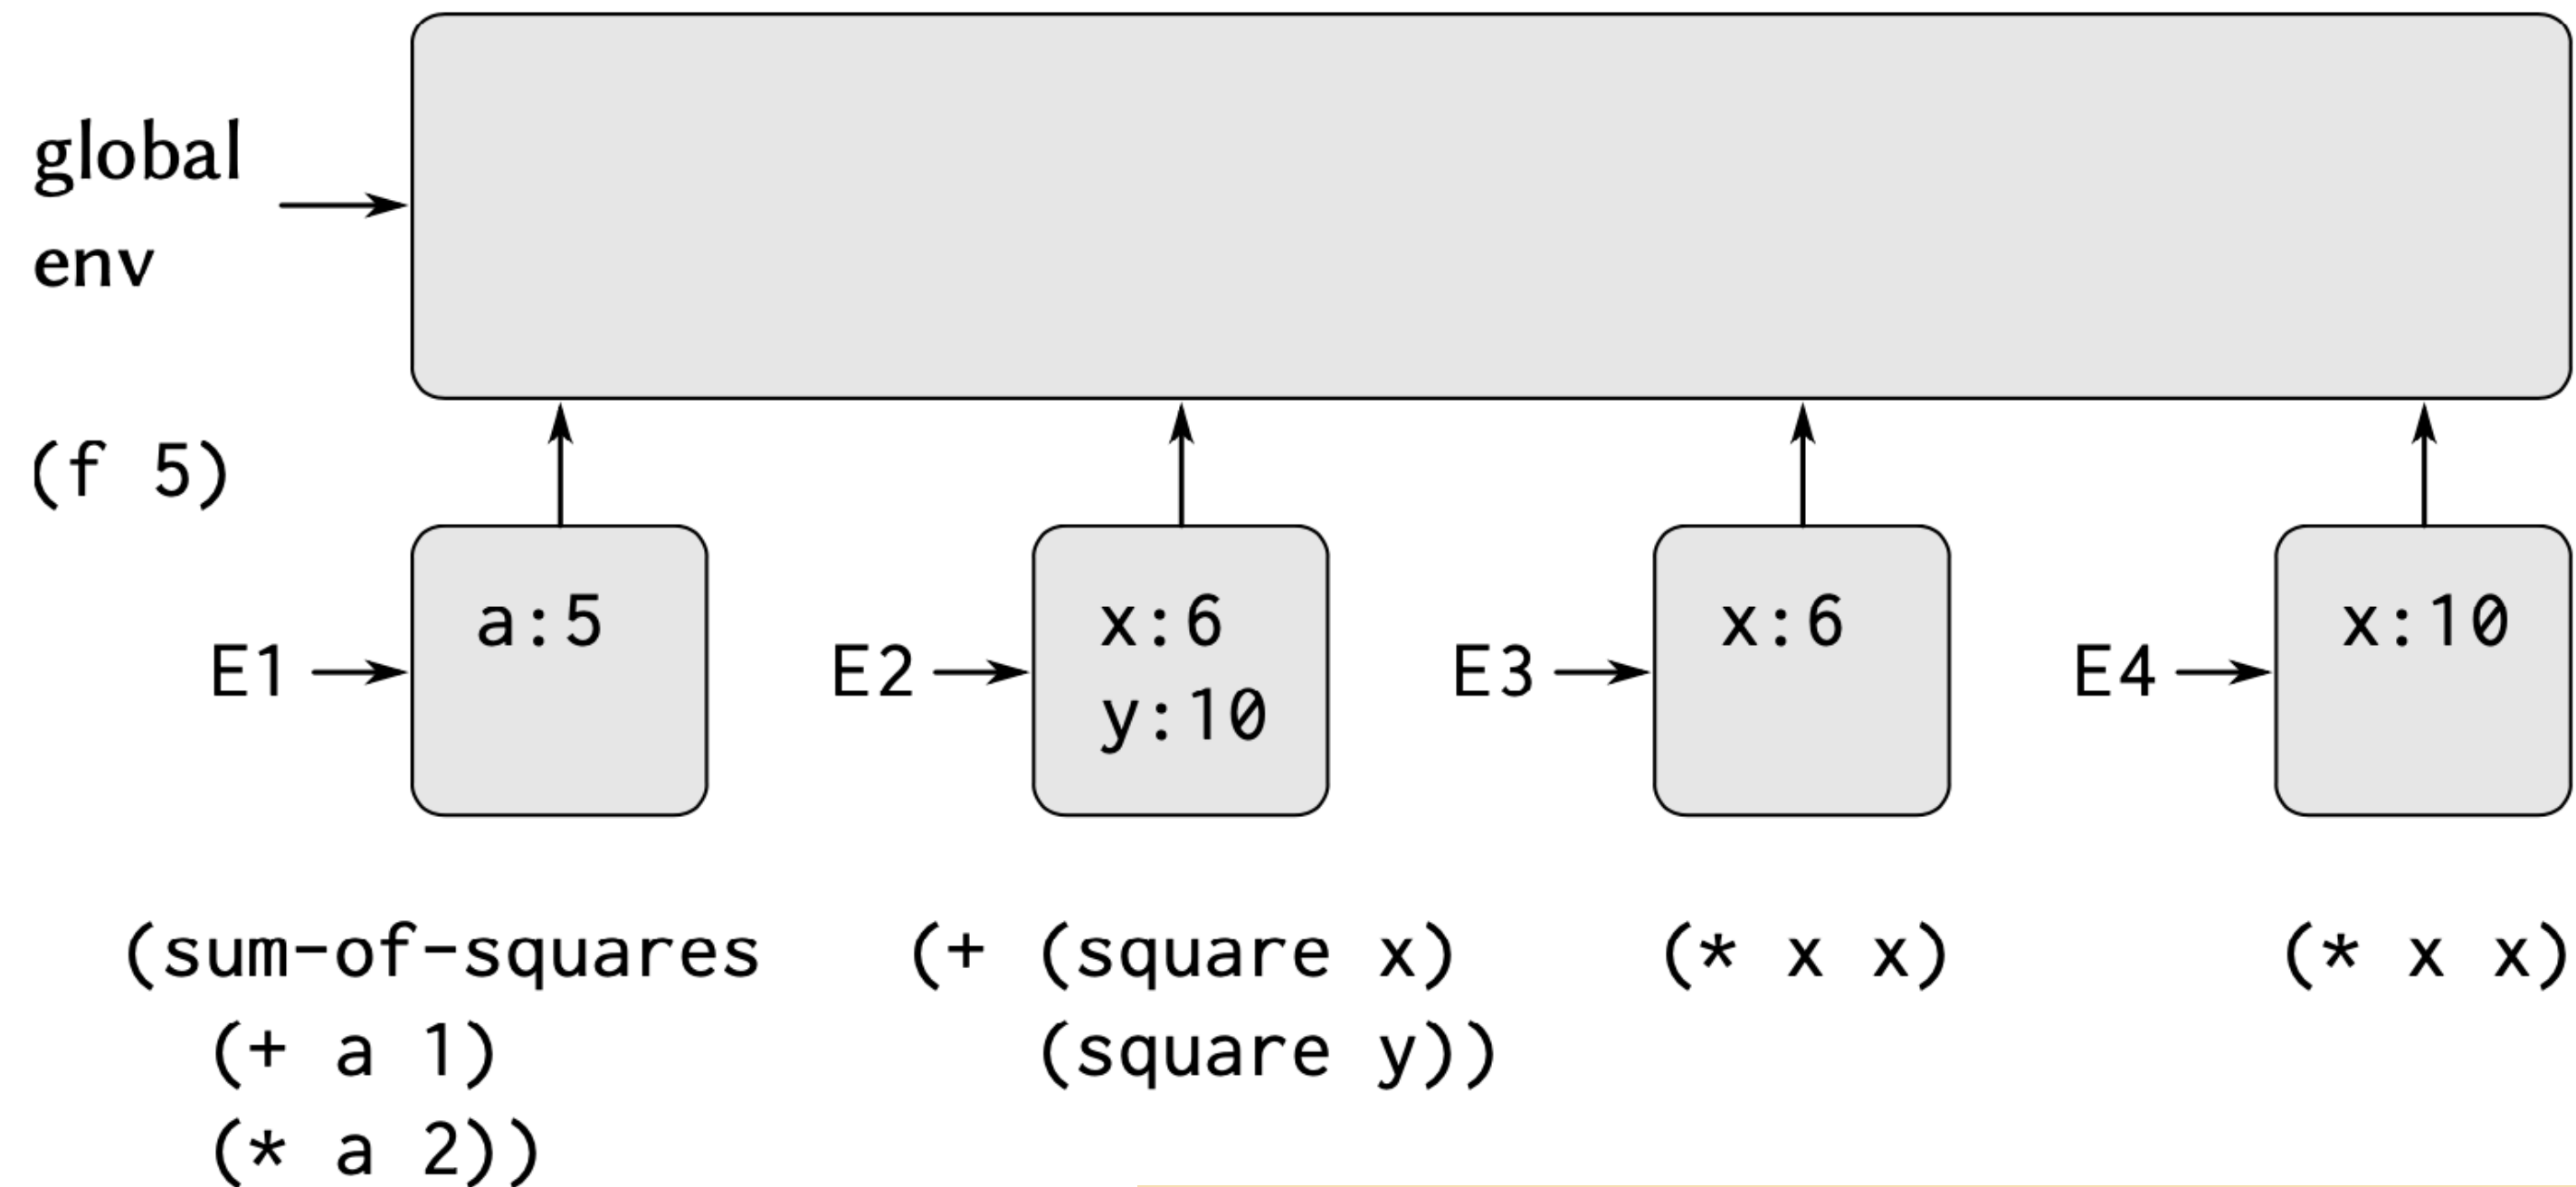 global
env
(f 5)
E1
a:5
E2
x:6
y:10
E3
x:6
E4
x:10
(sum-of-squares
(+ a 1)
(* a 2))
(+ (square x)
(square y))
(* x x)
(* x x)